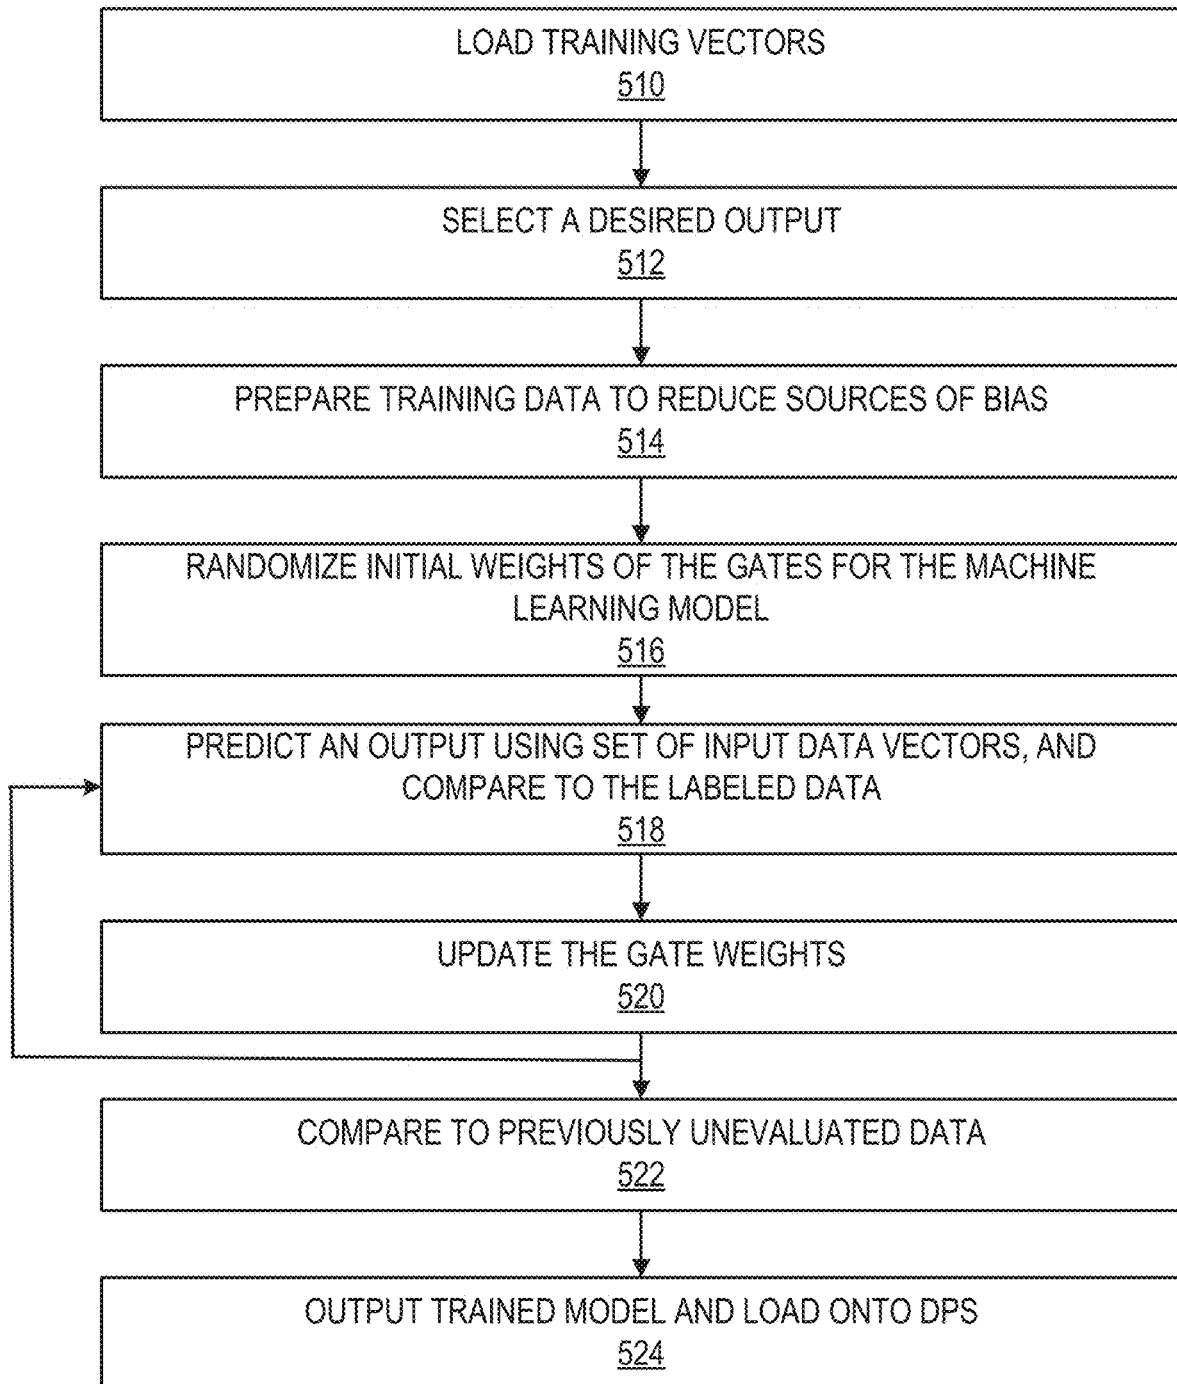 LOAD TRAINING VECTORS
510
SELECT A DESIRED OUTPUT
512
PREPARE TRAINING DATA TO REDUCE SOURCES OF BIAS
514
RANDOMIZE INITIAL WEIGHTS OF THE GATES FOR THE MACHINE
LEARNING MODEL
516
PREDICT AN OUTPUT USING SET OF INPUT DATA VECTORS, AND
COMPARE TO THE LABELED DATA
518
UPDATE THE GATE WEIGHTS
520
COMPARE TO PREVIOUSLY UNEVALUATED DATA
522
OUTPUT TRAINED MODEL AND LOAD ONTO DPS
524